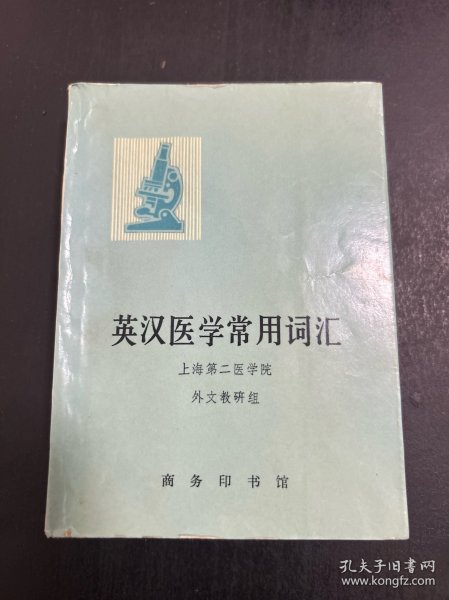 英汉医学常用词汇
上海第二医学院
外文教研组
商务印书馆
孔夫子旧书网
www.kongfz.com